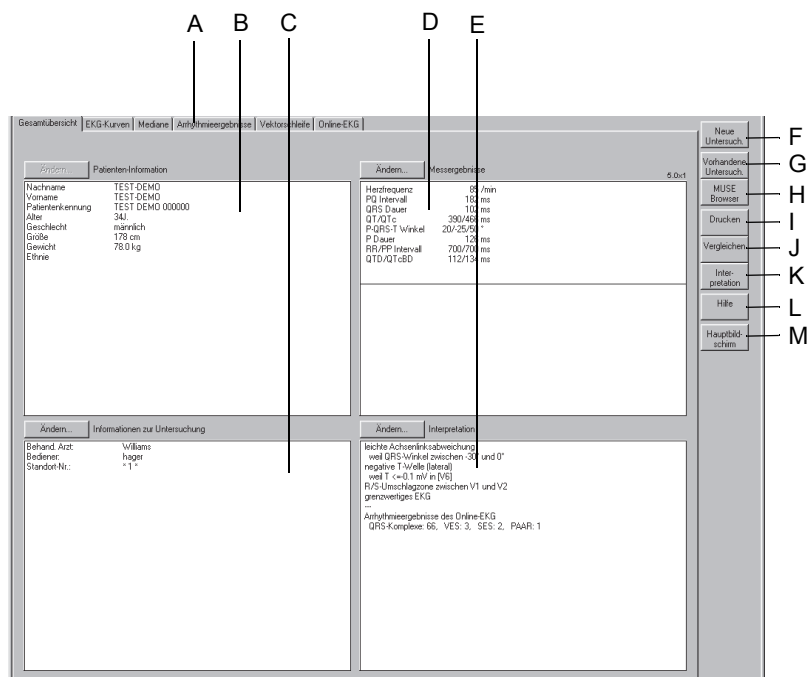 A B C D E
Gesamtübersicht EKG-Kurven Mediane Arrhythmieergebnisse Vektorschleife Online-EKG
Ändern... Patienten-Information
Nachname TEST-DEMO
Vorname TEST-DEMO
Patientenkennung TEST DEMO 000000
Alter 34J.
Geschlecht männlich
Größe 178 cm
Gewicht 78.0 kg
Ethnie
Ändern... Messergebnisse 5.0x1
Herzfrequenz 85 /min
PQ Intervall 182 ms
QRS Dauer 102 ms
QT/QTc 390/466 ms
P-QRS-T Winkel 20/-25/50 °
P Dauer 128 ms
RR/PP Intervall 700/700 ms
QTD/QTcBD 112/134 ms
Ändern... Informationen zur Untersuchung
Behand. Arzt: Williams
Bediener: hager
Standort-Nr.: * 1 *
Ändern... Interpretation
leichte Achsenlinksabweichung
weil QRS-Winkel zwischen -30° und 0°
negative T-Welle (lateral)
weil T <=-0.1 mV in [V6]
R/S-Umschlagzone zwischen V1 und V2
grenzwertiges EKG
---
Arrhythmieergebnisse des Online-EKG
QRS-Komplexe: 66, VES: 3, SES: 2, PAAR: 1
Neue
Untersuch.
F
Vorhandene
Untersuch.
G
MUSE
Browser
H
Drucken
I
Vergleichen
J
Inter-
pretation
K
Hilfe
L
Hauptbild-
schirm
M